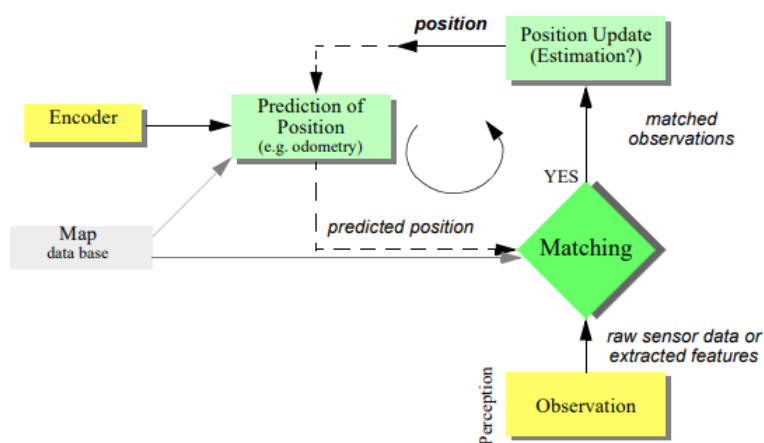 position
Position Update
(Estimation?)
Encoder
Prediction of
Position
(e.g. odometry)
matched
observations
YES
Map
data base
predicted position
Matching
raw sensor data or
extracted features
Perception
Observation